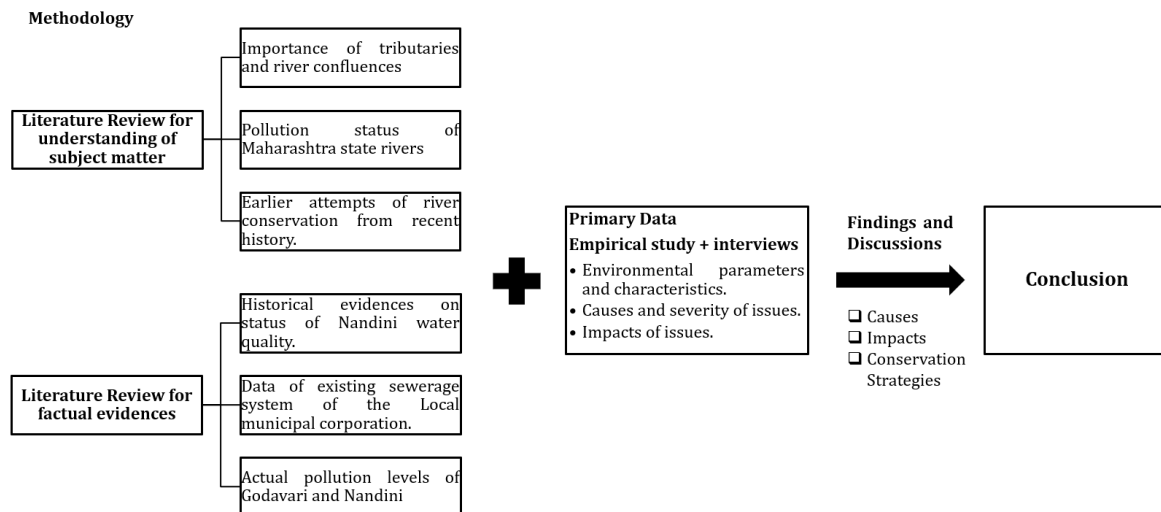 Methodology
Literature Review for
understanding of
subject matter
Importance of tributaries
and river confluences
Pollution status of
Maharashtra state rivers
Earlier attempts of river
conservation from recent
history.
Literature Review for
factual evidences
Historical evidences on
status of Nandini water
quality.
Data of existing sewerage
system of the Local
municipal corporation.
Actual pollution levels of
Godavari and Nandini
Primary Data
Empirical study + interviews
• Environmental parameters
and characteristics.
• Causes and severity of issues.
• Impacts of issues.
Findings and
Discussions
❑ Causes
❑ Impacts
❑ Conservation
Strategies
Conclusion